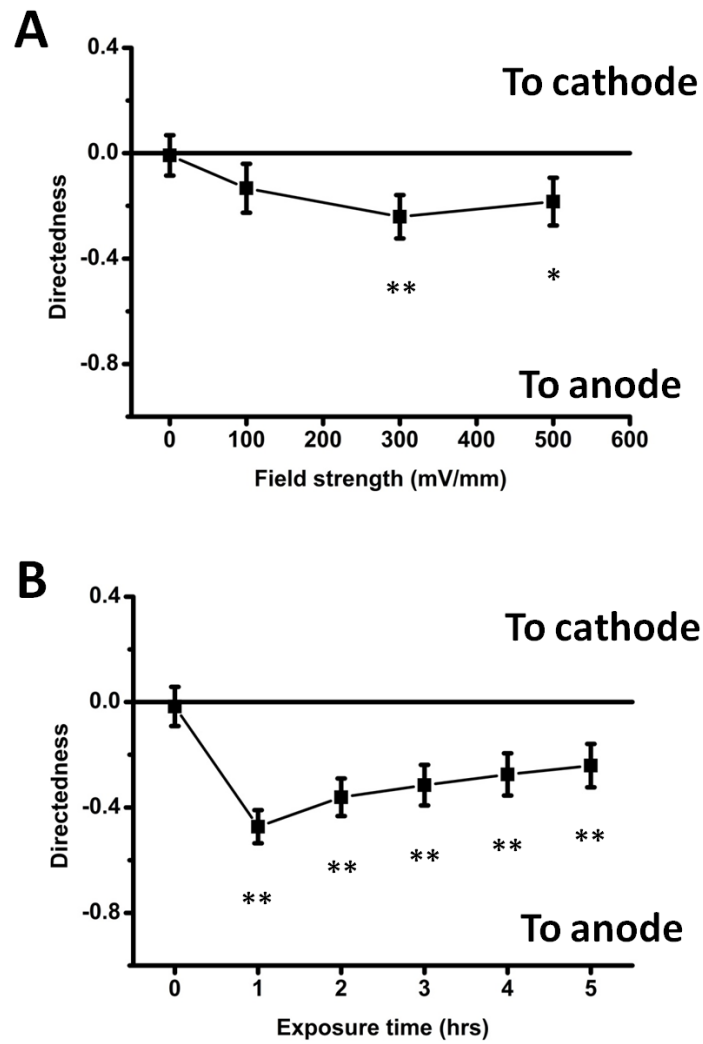 A
0.4
To cathode
0.0
Directedness
-0.4
** *
-0.8
To anode
0 100 200 300 400 500 600
Field strength (mV/mm)
B
0.4
To cathode
0.0
Directedness
-0.4
** ** ** ** **
-0.8
To anode
0 1 2 3 4 5
Exposure time (hrs)